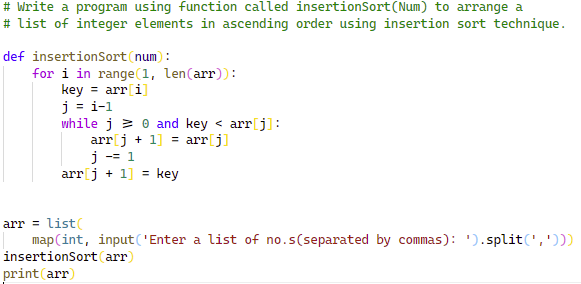 # Write a program using function called insertionSort(Num) to arrange a
# list of integer elements in ascending order using insertion sort technique.
def insertionSort(num):
    for i in range(1, len(arr)):
        key = arr[i]
        j = i-1
        while j ≥ 0 and key < arr[j]:
            arr[j + 1] = arr[j]
            j -= 1
        arr[j + 1] = key
arr = list(
    map(int, input('Enter a list of no.s(separated by commas): ').split(',')))
insertionSort(arr)
print(arr)